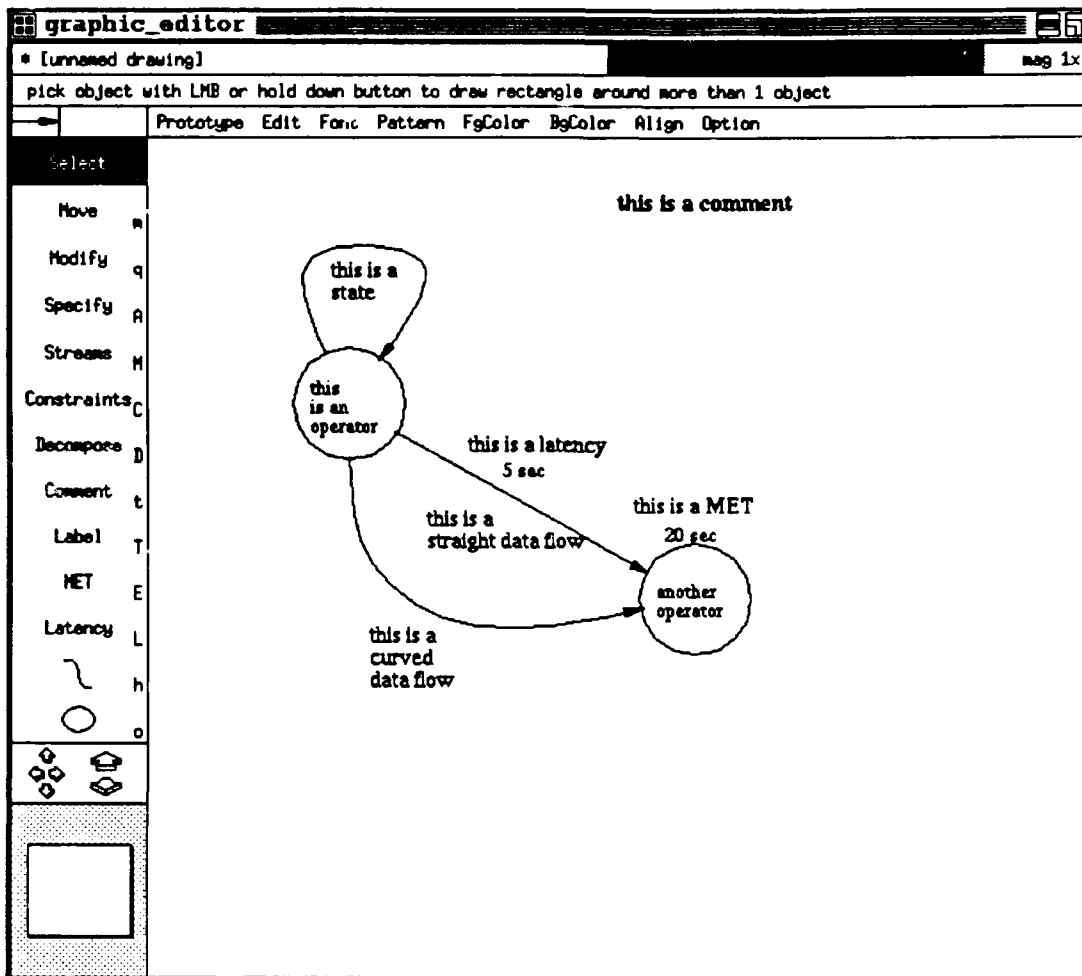 graphic_editor
* [unnamed drawing]
mag 1x
pick object with LMB or hold down button to draw rectangle around more than 1 object
Prototype Edit Font Pattern FgColor BgColor Align Option
Select
Move m
Modify q
Specify A
Streams M
Constraints C
Decompose D
Comment t
Label T
MET E
Latency L
h
o
this is a comment
this is a
state
this
is an
operator
this is a latency
5 sec
this is a
straight data flow
this is a MET
20 sec
another
operator
this is a
curved
data flow